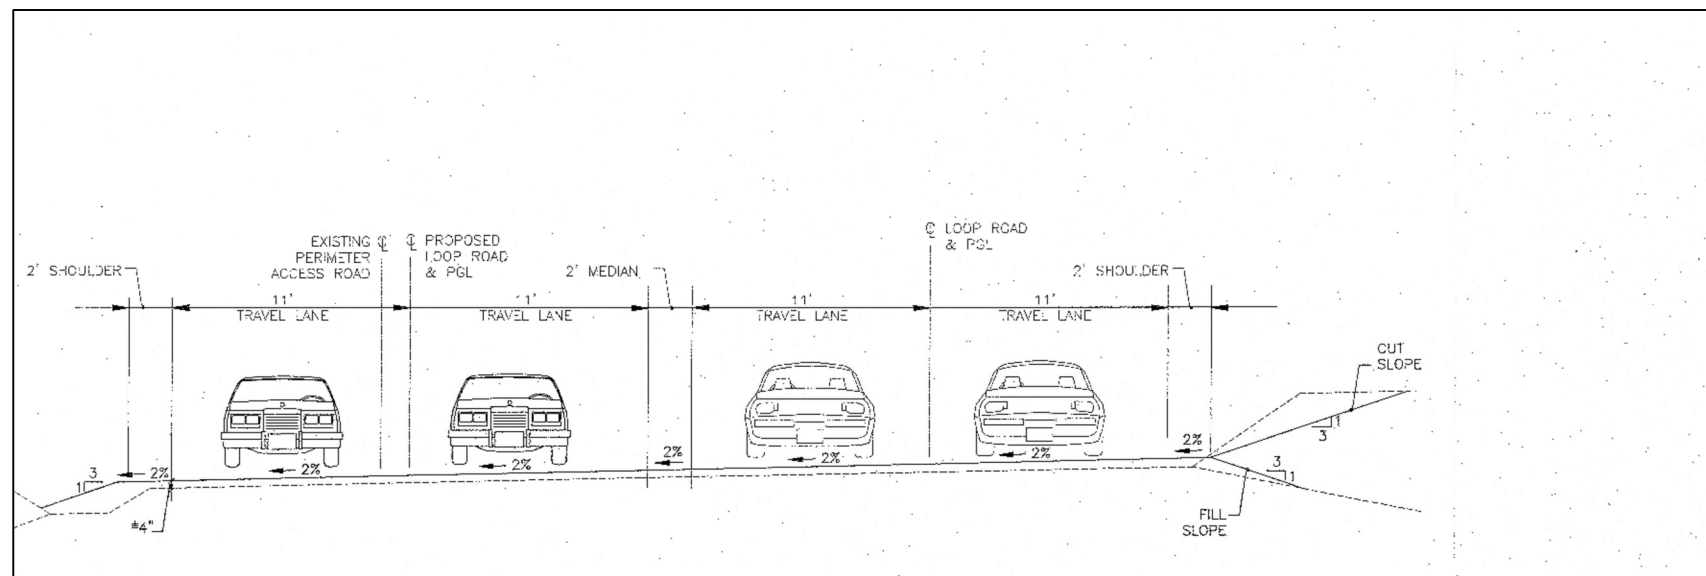 EXISTING
PERIMETER
ACCESS ROAD
℄
℄ PROPOSED
LOOP ROAD
& PGL
℄ LOOP ROAD
& PGL
2' SHOULDER
2' MEDIAN
2' SHOULDER
11'
TRAVEL LANE
11'
TRAVEL LANE
11'
TRAVEL LANE
11'
TRAVEL LANE
CUT
SLOPE
3
1
2%
2%
2%
2%
2%
2%
2%
3
1
3
1
±4"
FILL
SLOPE